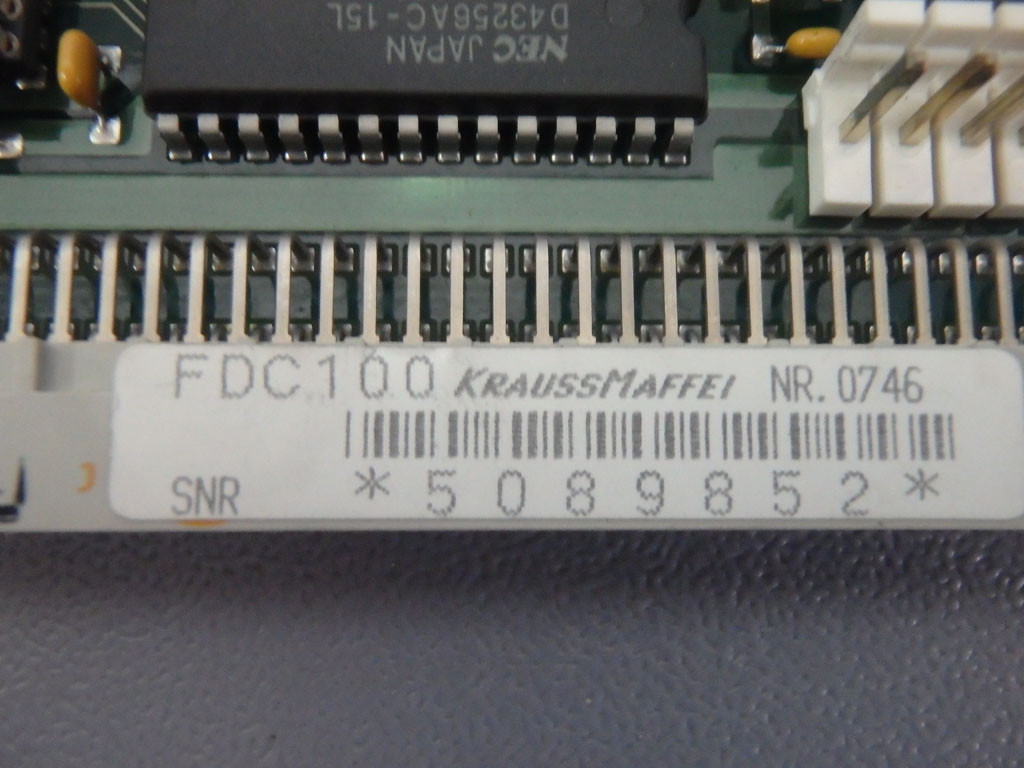 NEC JAPAN
D43256AC-15L
FDC100 KRAUSSMAFFEI NR. 0746
SNR *5089852*